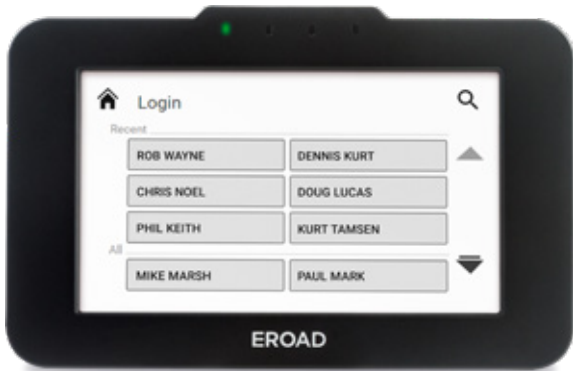 Login
Recent
ROB WAYNE DENNIS KURT
CHRIS NOEL DOUG LUCAS
PHIL KEITH KURT TAMSEN
All
MIKE MARSH PAUL MARK
EROAD